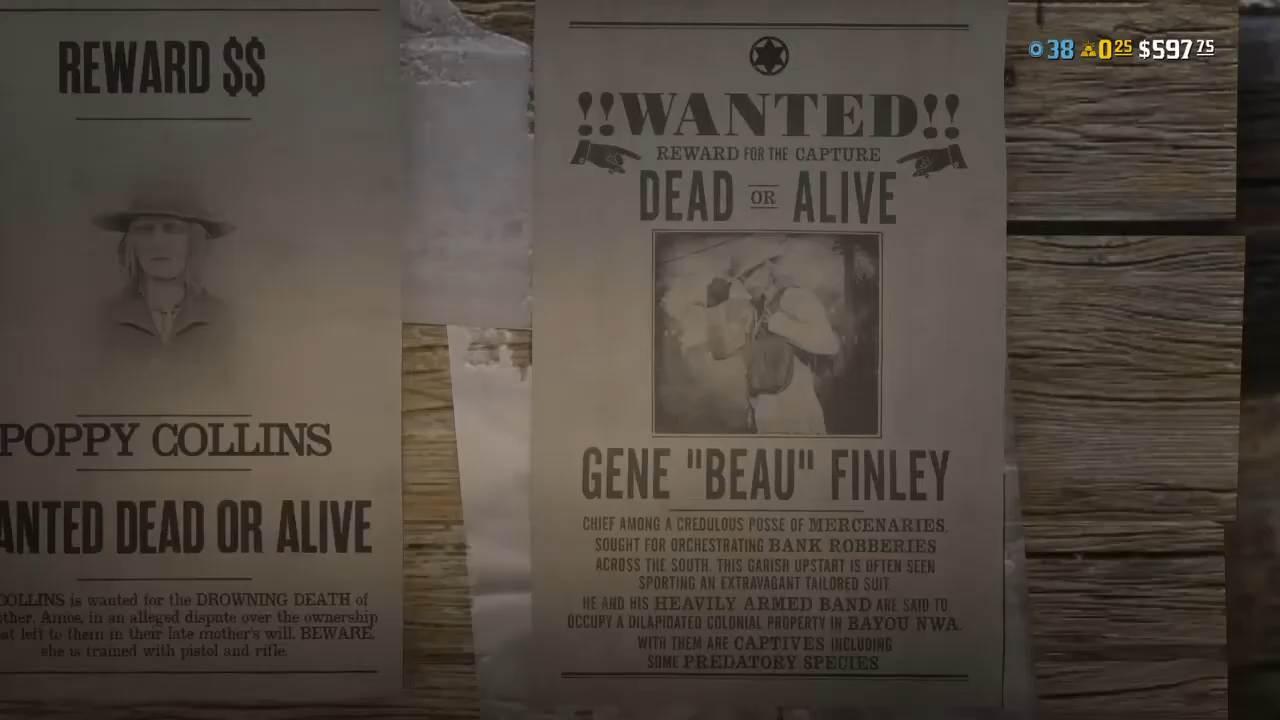 REWARD $$
POPPY COLLINS
ANTED DEAD OR ALIVE
COLLINS is wanted for the DROWNING DEATH of
other, Amos, in an alleged dispute over the ownership
at left to them in their late mother's will. BEWARE,
she is trained with pistol and rifle.
!!WANTED!!
REWARD FOR THE CAPTURE
DEAD OR ALIVE
GENE "BEAU" FINLEY
CHIEF AMONG A CREDULOUS POSSE OF MERCENARIES.
SOUGHT FOR ORCHESTRATING BANK ROBBERIES
ACROSS THE SOUTH. THIS GARISH UPSTART IS OFTEN SEEN
SPORTING AN EXTRAVAGANT TAILORED SUIT.
HE AND HIS HEAVILY ARMED BAND ARE SAID TO
OCCUPY A DILAPIDATED COLONIAL PROPERTY IN BAYOU NWA.
WITH THEM ARE CAPTIVES INCLUDING
SOME PREDATORY SPECIES
38 0.25 $597.75